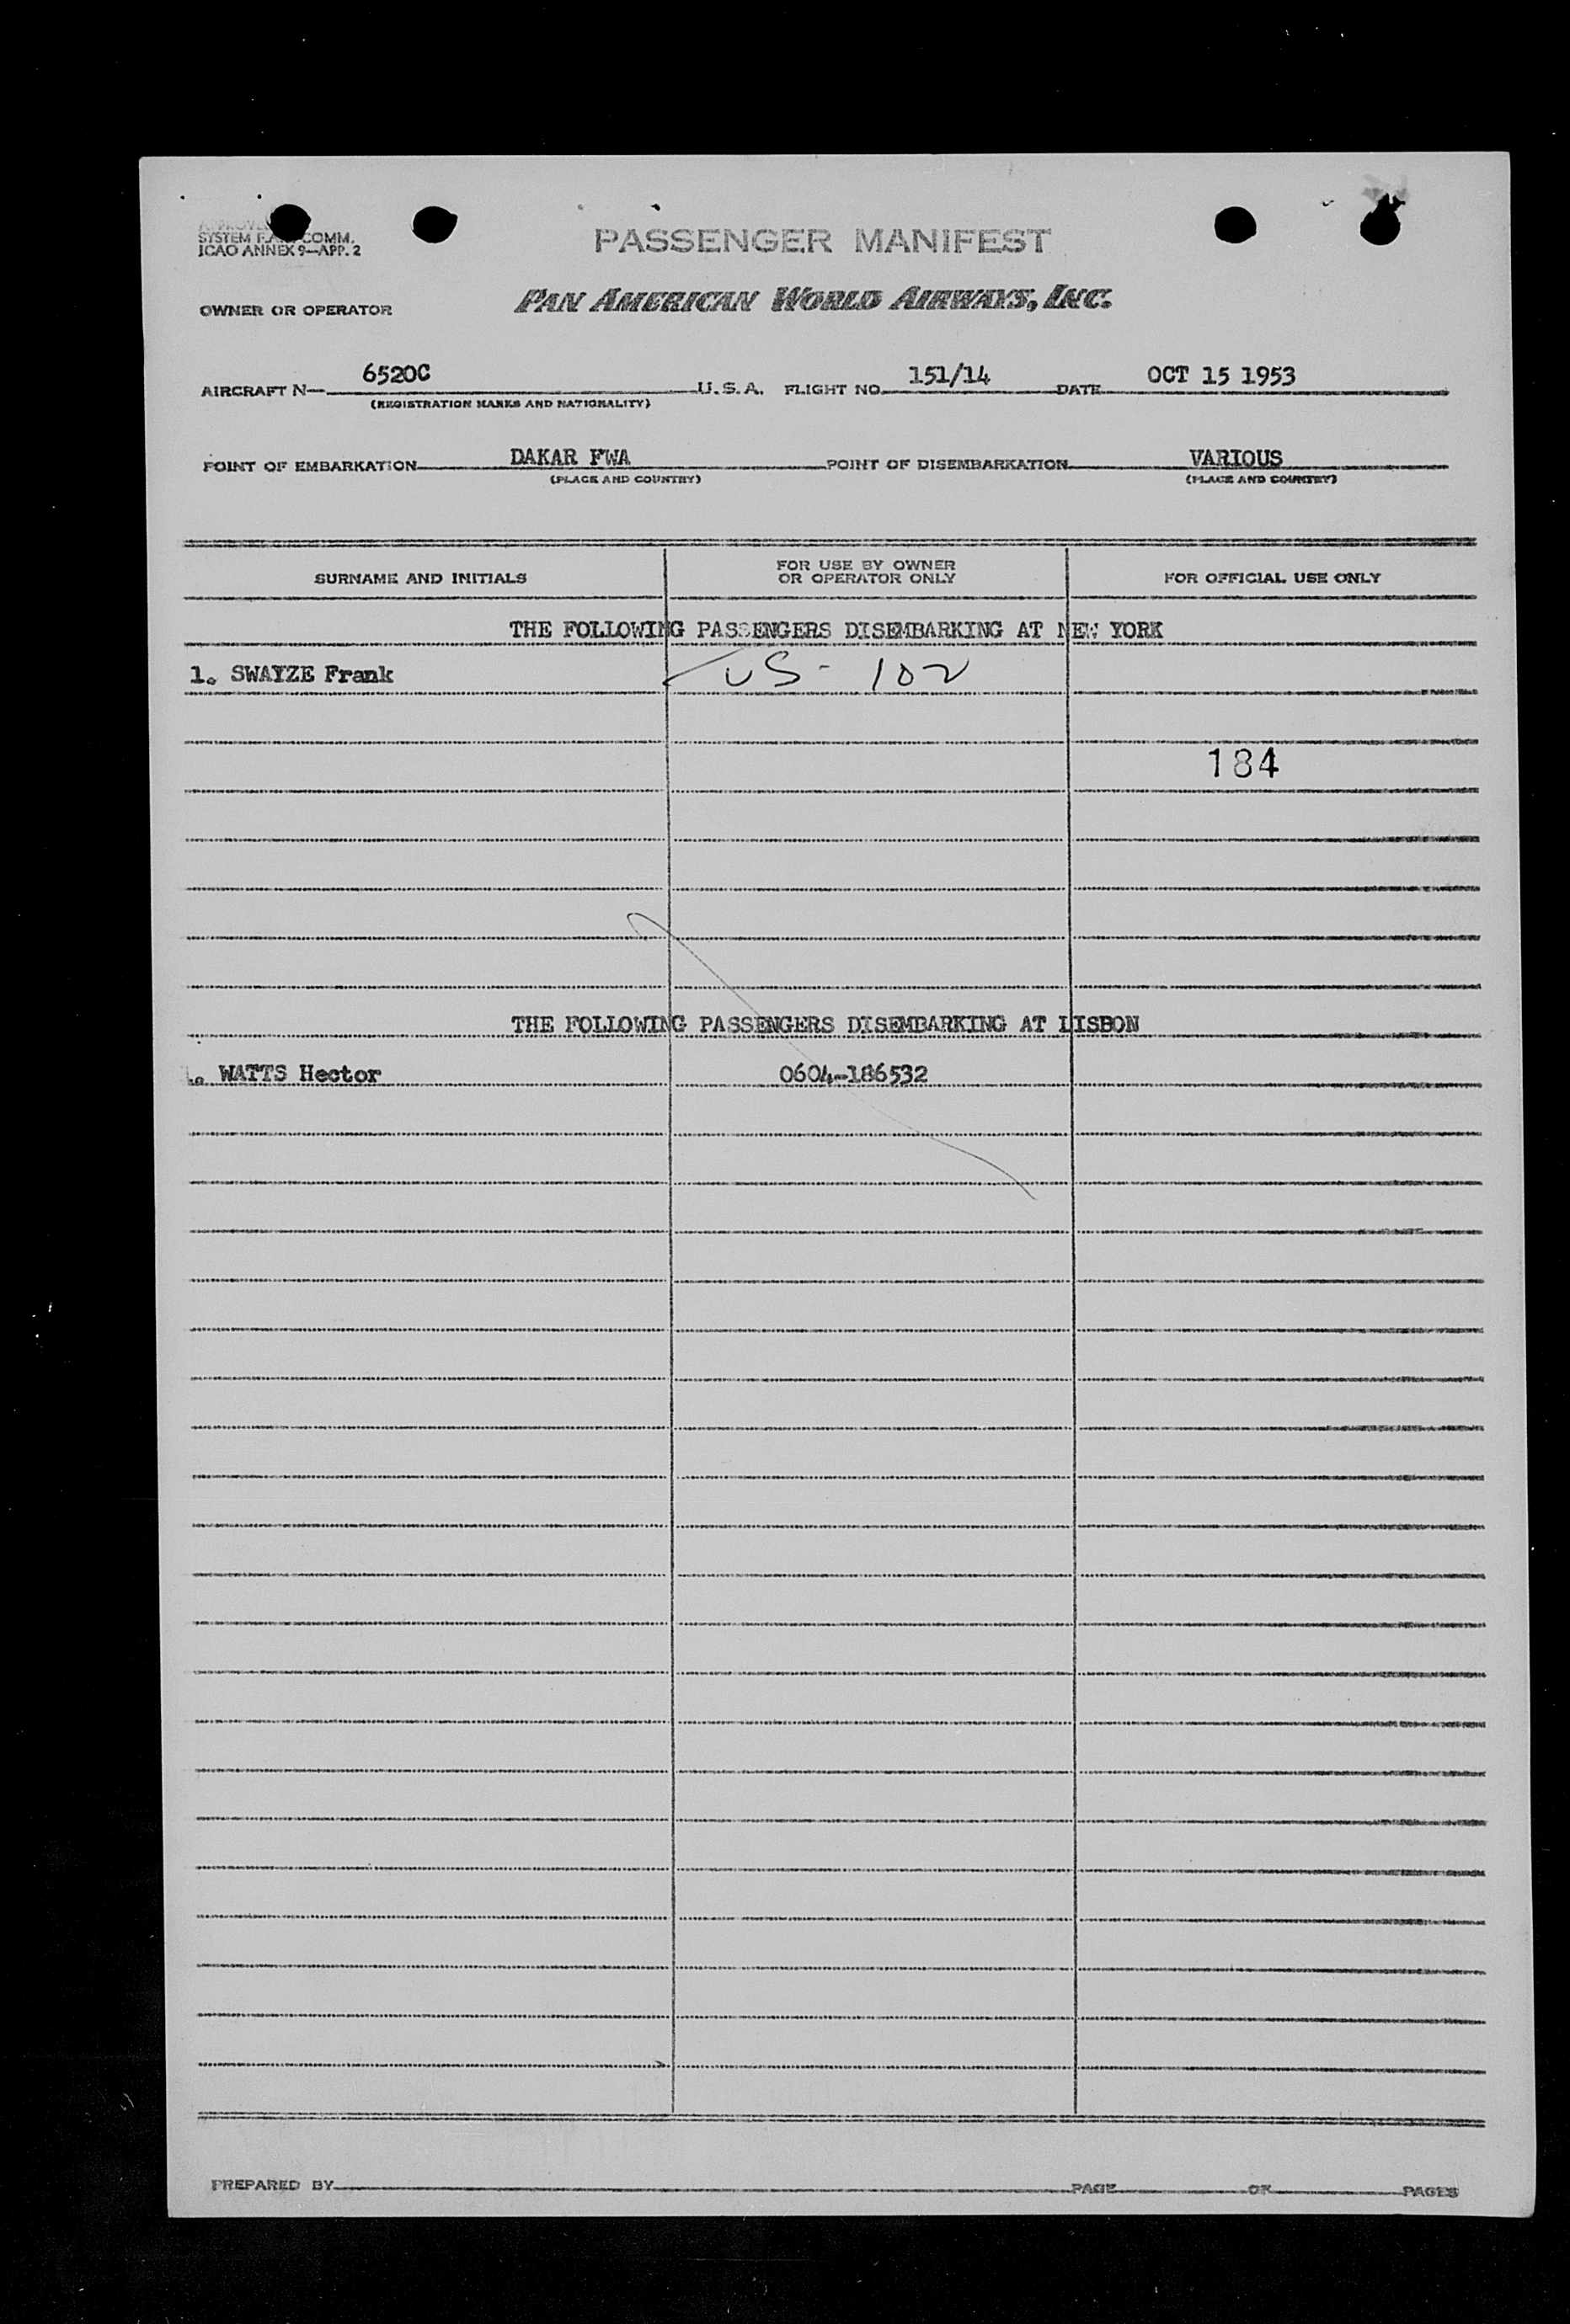 SYSTEM COMM.
ICAO ANNEX 9—APP. 2
PASSENGER MANIFEST
OWNER OR OPERATOR PAN AMERICAN WORLD AIRWAYS, INC.
AIRCRAFT N— 6520C U.S.A. FLIGHT NO. 151/14 DATE OCT 15 1953
(REGISTRATION MARKS AND NATIONALITY)
POINT OF EMBARKATION DAKAR FWA POINT OF DISEMBARKATION VARIOUS
(PLACE AND COUNTRY) (PLACE AND COUNTRY)
SURNAME AND INITIALS FOR USE BY OWNER OR OPERATOR ONLY FOR OFFICIAL USE ONLY
THE FOLLOWING PASSENGERS DISEMBARKING AT NEW YORK
1. SWAYZE Frank US- 102
184
THE FOLLOWING PASSENGERS DISEMBARKING AT LISBON
1. WATTS Hector 0604-186532
PREPARED BY PAGE OF PAGES